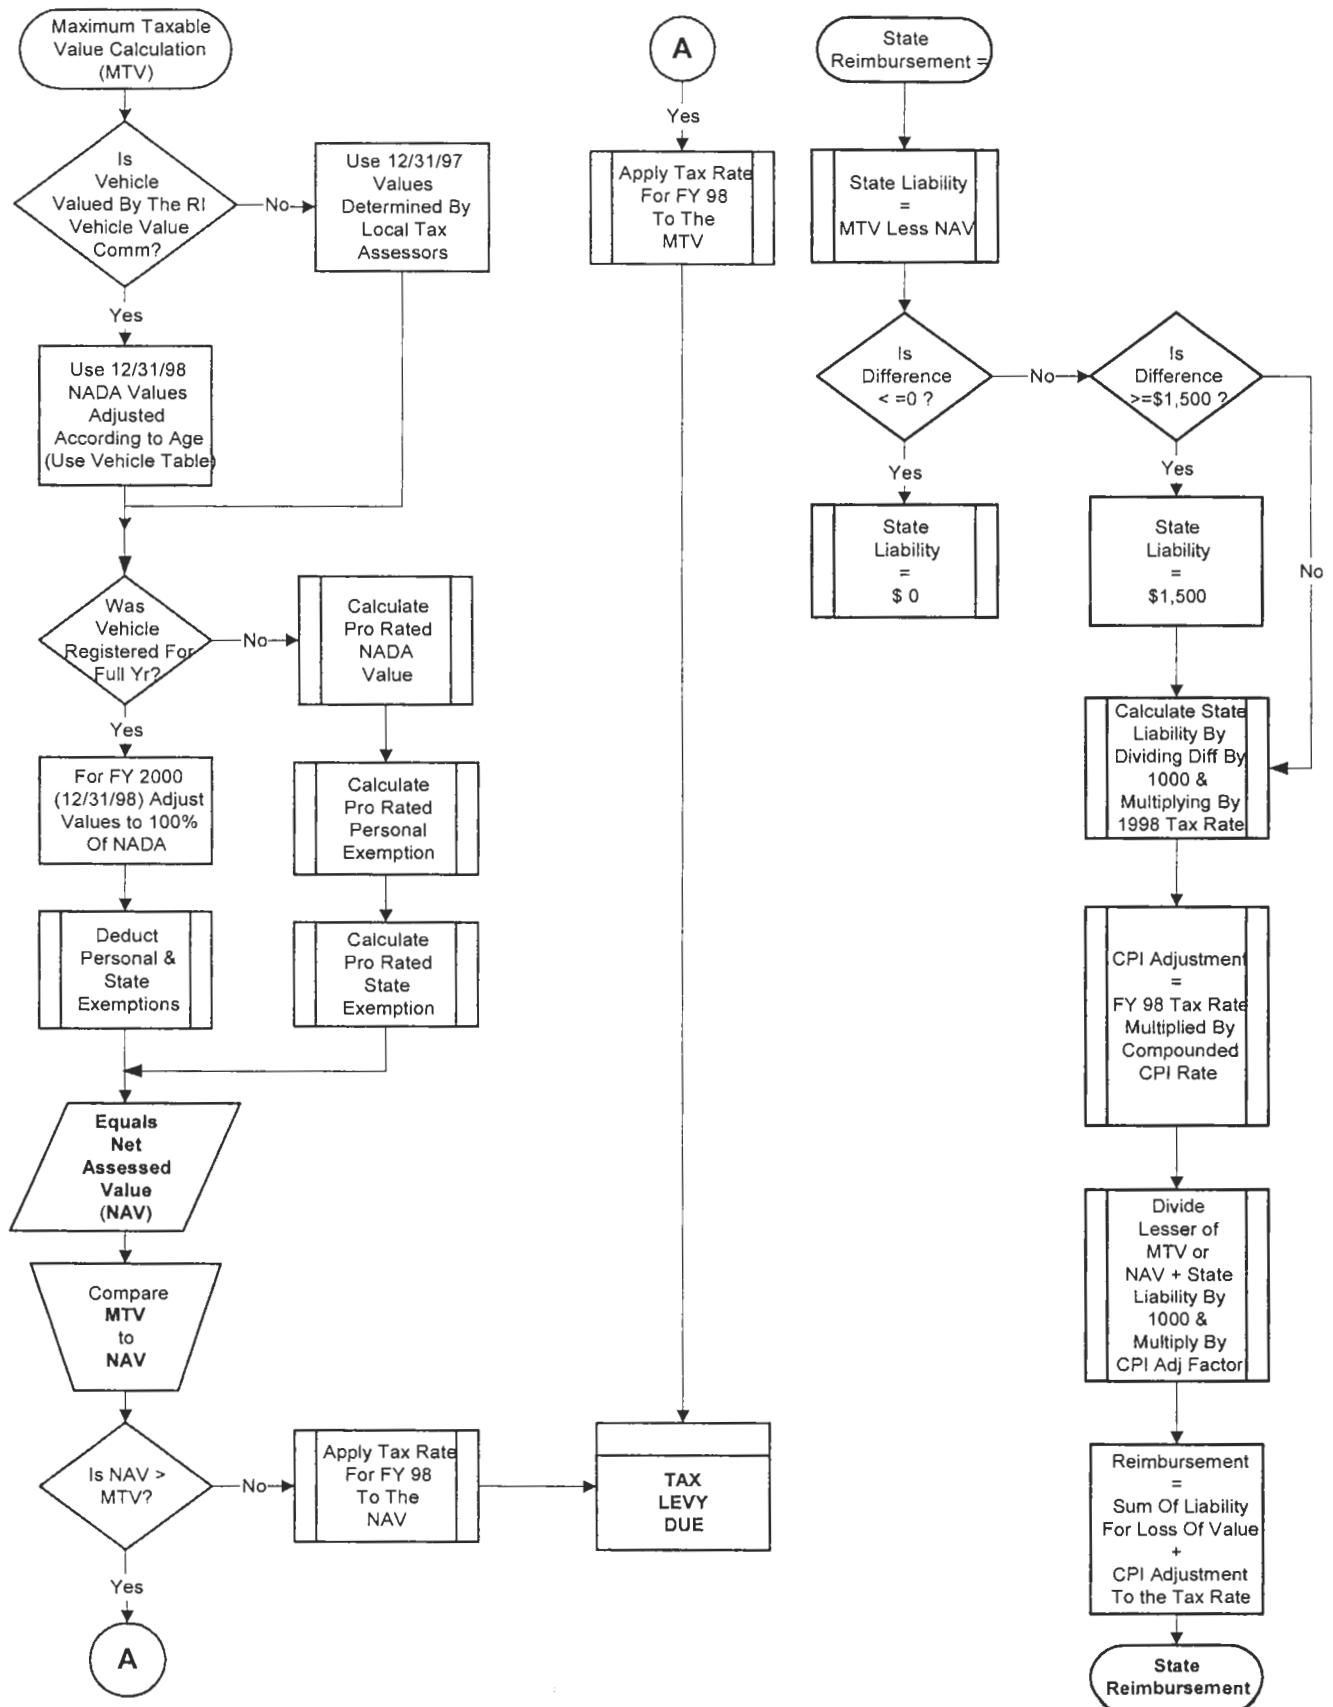 Maximum Taxable
Value Calculation
(MTV)
Is
Vehicle
Valued By The RI
Vehicle Value
Comm?
No
Use 12/31/97
Values
Determined By
Local Tax
Assessors
Yes
Use 12/31/98
NADA Values
Adjusted
According to Age
(Use Vehicle Table)
Was
Vehicle
Registered For
Full Yr?
No
Calculate
Pro Rated
NADA
Value
Yes
For FY 2000
(12/31/98) Adjust
Values to 100%
Of NADA
Calculate
Pro Rated
Personal
Exemption
Deduct
Personal &
State
Exemptions
Calculate
Pro Rated
State
Exemption
Equals
Net
Assessed
Value
(NAV)
Compare
MTV
to
NAV
Is NAV >
MTV?
No
Apply Tax Rate
For FY 98
To The
NAV
Yes
A
A
Yes
Apply Tax Rate
For FY 98
To The
MTV
TAX
LEVY
DUE
State
Reimbursement =
State Liability
=
MTV Less NAV
Is
Difference
< =0 ?
No
Is
Difference
>=$1,500 ?
Yes
State
Liability
=
$ 0
Yes
State
Liability
=
$1,500
No
Calculate State
Liability By
Dividing Diff By
1000 &
Multiplying By
1998 Tax Rate
CPI Adjustment
=
FY 98 Tax Rate
Multiplied By
Compounded
CPI Rate
Divide
Lesser of
MTV or
NAV + State
Liability By
1000 &
Multiply By
CPI Adj Factor
Reimbursement
=
Sum Of Liability
For Loss Of Value
+
CPI Adjustment
To the Tax Rate
State
Reimbursement